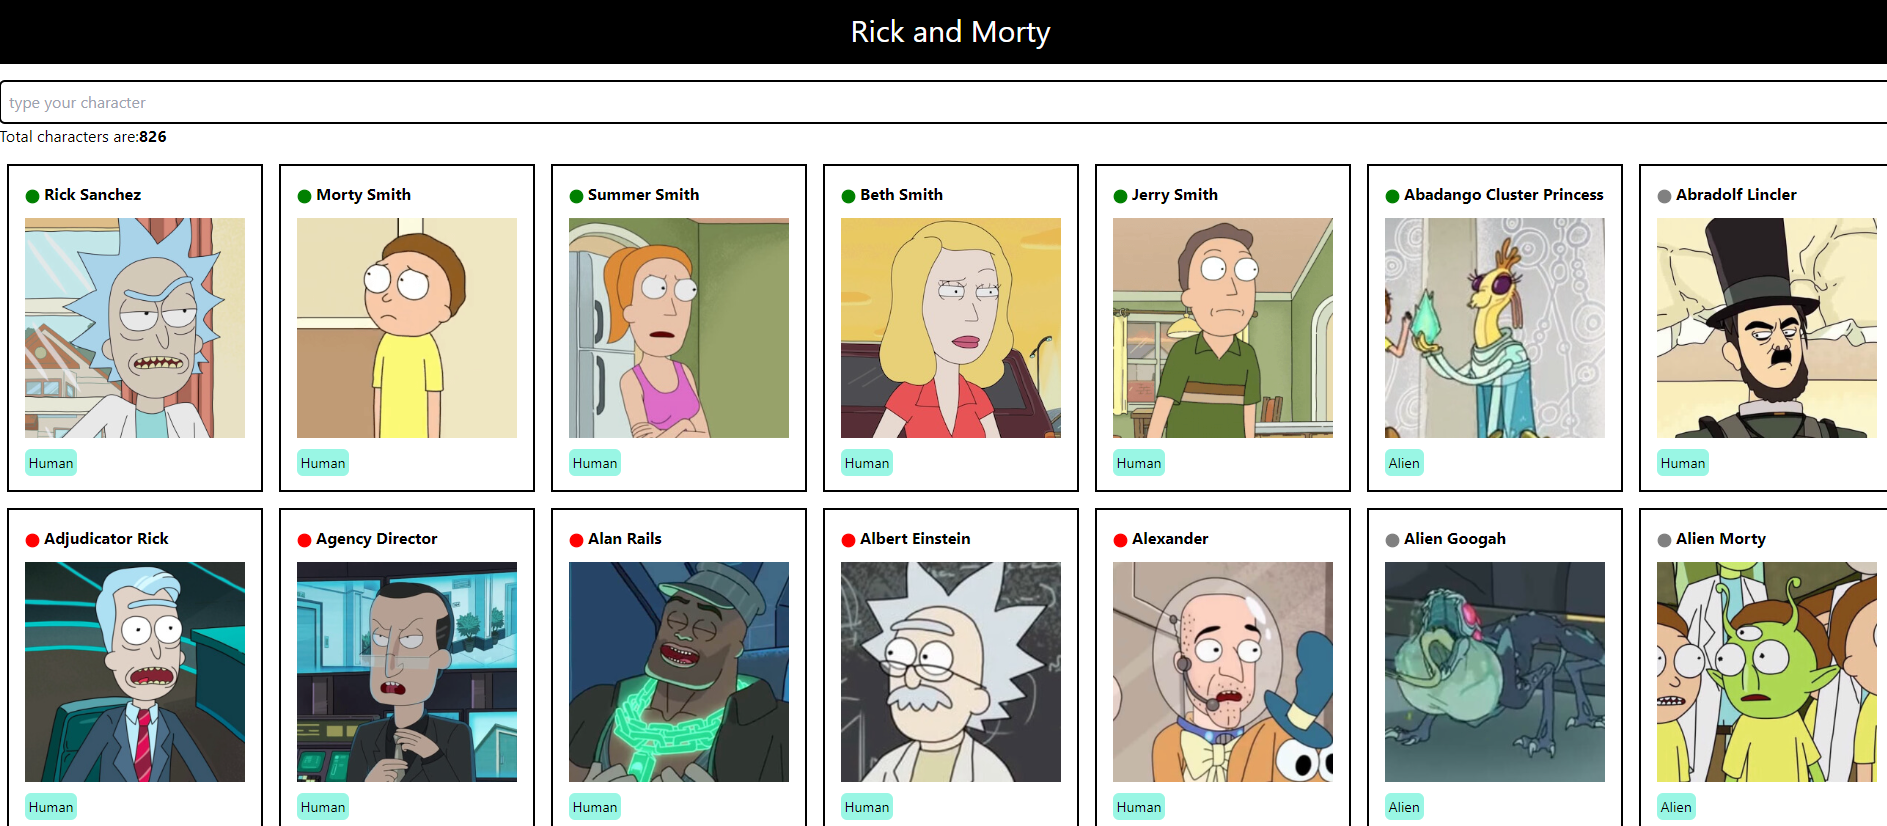 Rick and Morty
type your character
Total characters are:826
Rick Sanchez
Human
Morty Smith
Human
Summer Smith
Human
Beth Smith
Human
Jerry Smith
Human
Abadango Cluster Princess
Alien
Abradolf Lincler
Human
Adjudicator Rick
Human
Agency Director
Human
Alan Rails
Human
Albert Einstein
Human
Alexander
Human
Alien Googah
Alien
Alien Morty
Alien